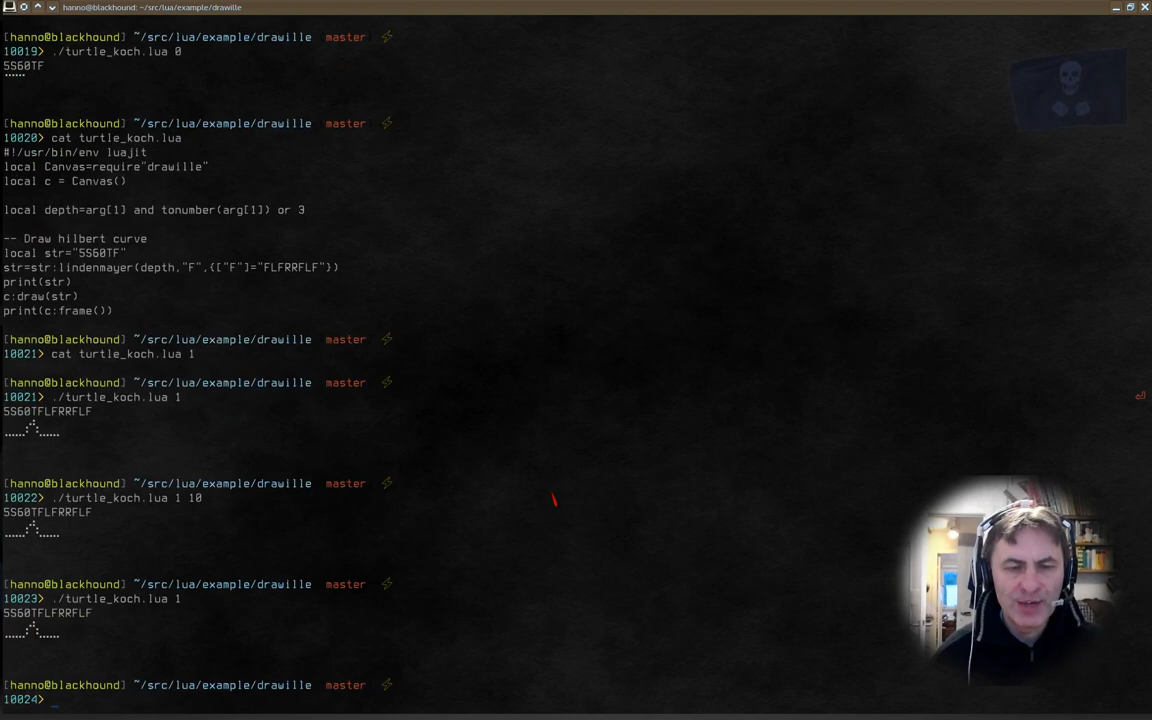 hanno@blackhound: ~/src/lua/example/drawille
[hanno@blackhound] ~/src/lua/example/drawille master ⚡
10019> ./turtle_koch.lua 0
5S60TF
[hanno@blackhound] ~/src/lua/example/drawille master ⚡
10020> cat turtle_koch.lua
#!/usr/bin/env luajit
local Canvas=require"drawille"
local c = Canvas()
local depth=arg[1] and tonumber(arg[1]) or 3
-- Draw hilbert curve
local str="5S60TF"
str=str:lindenmayer(depth,"F",{["F"]="FLFRRFLF"})
print(str)
c:draw(str)
print(c:frame())
[hanno@blackhound] ~/src/lua/example/drawille master ⚡
10021> cat turtle_koch.lua 1
[hanno@blackhound] ~/src/lua/example/drawille master ⚡
10021> ./turtle_koch.lua 1
5S60TFLFRRFLF
[hanno@blackhound] ~/src/lua/example/drawille master ⚡
10022> ./turtle_koch.lua 1 10
5S60TFLFRRFLF
[hanno@blackhound] ~/src/lua/example/drawille master ⚡
10023> ./turtle_koch.lua 1
5S60TFLFRRFLF
[hanno@blackhound] ~/src/lua/example/drawille master ⚡
10024> _